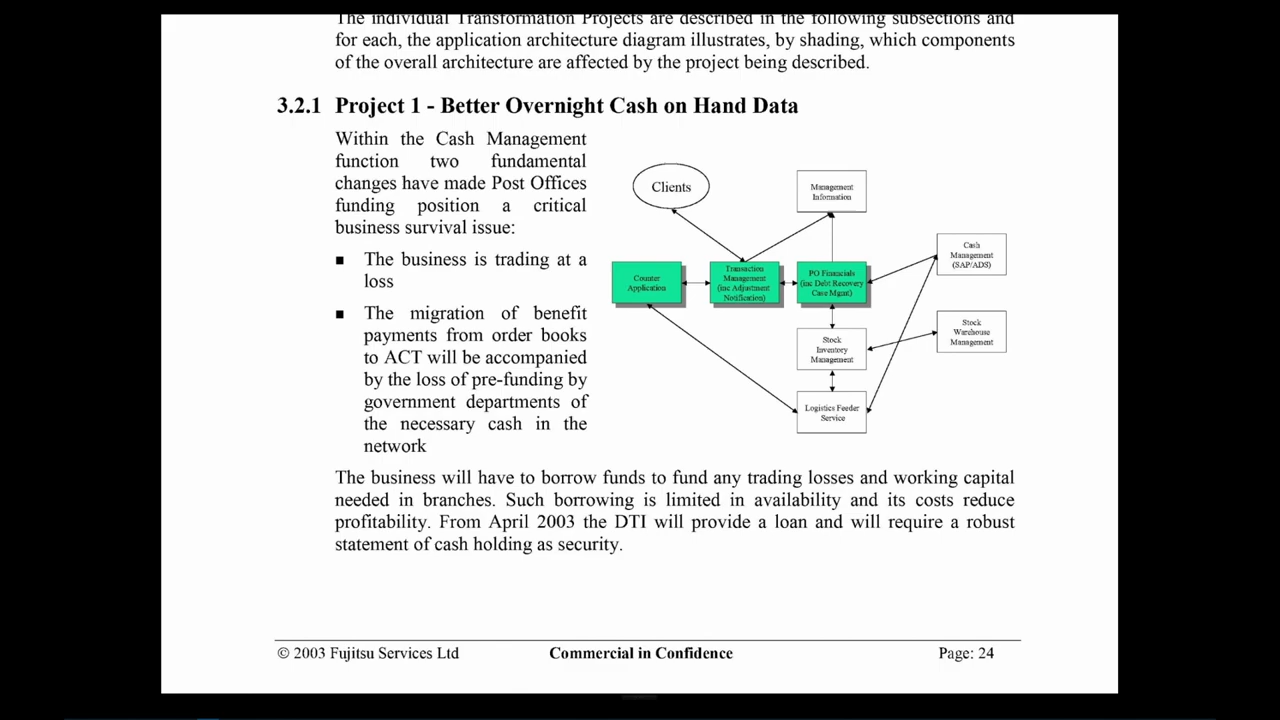 The individual Transformation Projects are described in the following subsections and
for each, the application architecture diagram illustrates, by shading, which components
of the overall architecture are affected by the project being described.
3.2.1 Project 1 - Better Overnight Cash on Hand Data
Within the Cash Management
function two fundamental
changes have made Post Offices
funding position a critical
business survival issue:
■ The business is trading at a
loss
■ The migration of benefit
payments from order books
to ACT will be accompanied
by the loss of pre-funding by
government departments of
the necessary cash in the
network
Clients
Management
Information
Cash
Management
(SAP/ADS)
Counter
Application
Transaction
Management
(inc Adjustment
Notification)
PO Financials
(inc Debt Recovery
Case Mgmt)
Stock
Inventory
Management
Stock
Warehouse
Management
Logistics Feeder
Service
The business will have to borrow funds to fund any trading losses and working capital
needed in branches. Such borrowing is limited in availability and its costs reduce
profitability. From April 2003 the DTI will provide a loan and will require a robust
statement of cash holding as security.
© 2003 Fujitsu Services Ltd Commercial in Confidence Page: 24